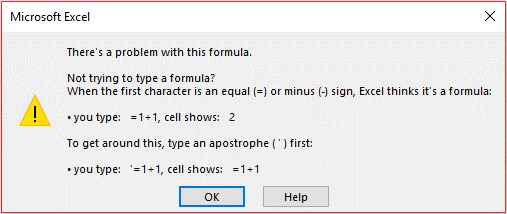 Microsoft Excel
There's a problem with this formula.
Not trying to type a formula?
When the first character is an equal (=) or minus (-) sign, Excel thinks it's a formula:
• you type: =1+1, cell shows: 2
To get around this, type an apostrophe ( ' ) first:
• you type: '=1+1, cell shows: =1+1
OK Help